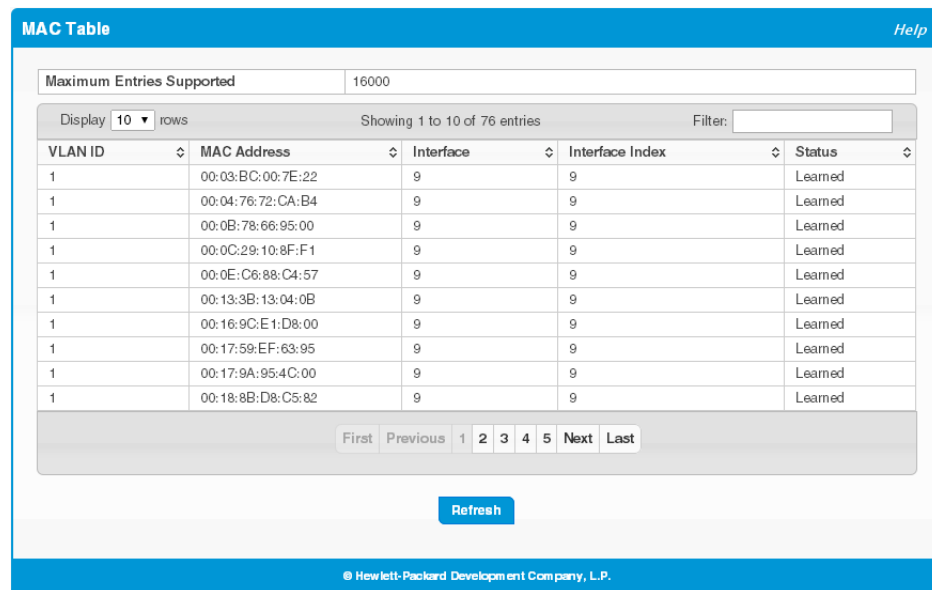 MAC Table Help
Maximum Entries Supported 16000
Display 10 rows Showing 1 to 10 of 76 entries Filter:
VLAN ID MAC Address Interface Interface Index Status
1 00:03:BC:00:7E:22 9 9 Learned
1 00:04:76:72:CA:B4 9 9 Learned
1 00:0B:78:66:95:00 9 9 Learned
1 00:0C:29:10:8F:F1 9 9 Learned
1 00:0E:C6:88:C4:57 9 9 Learned
1 00:13:3B:13:04:0B 9 9 Learned
1 00:16:9C:E1:D8:00 9 9 Learned
1 00:17:59:EF:63:95 9 9 Learned
1 00:17:9A:95:4C:00 9 9 Learned
1 00:18:8B:D8:C5:82 9 9 Learned
First Previous 1 2 3 4 5 Next Last
Refresh
© Hewlett-Packard Development Company, L.P.